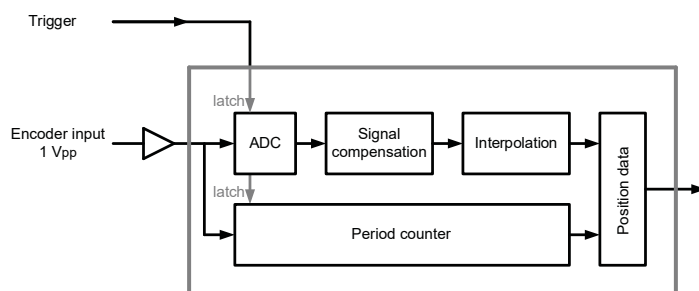 Trigger
latch
Encoder input
1 Vpp
ADC
Signal
compensation
Interpolation
Position data
latch
Period counter